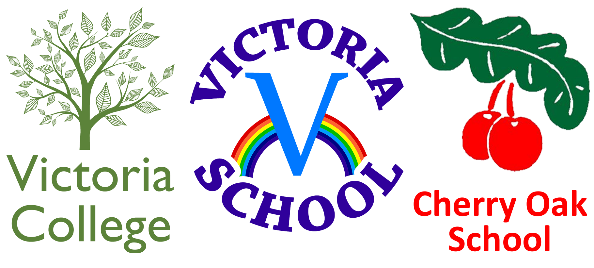 Victoria
College
VICTORIA
V
SCHOOL
Cherry Oak
School